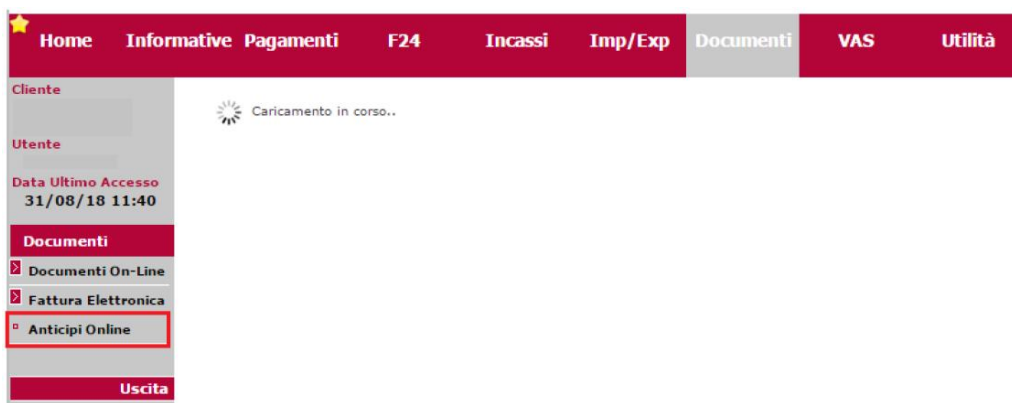 Home Informative Pagamenti F24 Incassi Imp/Exp Documenti VAS Utilità
Cliente
Caricamento in corso..
Utente
Data Ultimo Accesso
31/08/18 11:40
Documenti
Documenti On-Line
Fattura Elettronica
Anticipi Online
Uscita